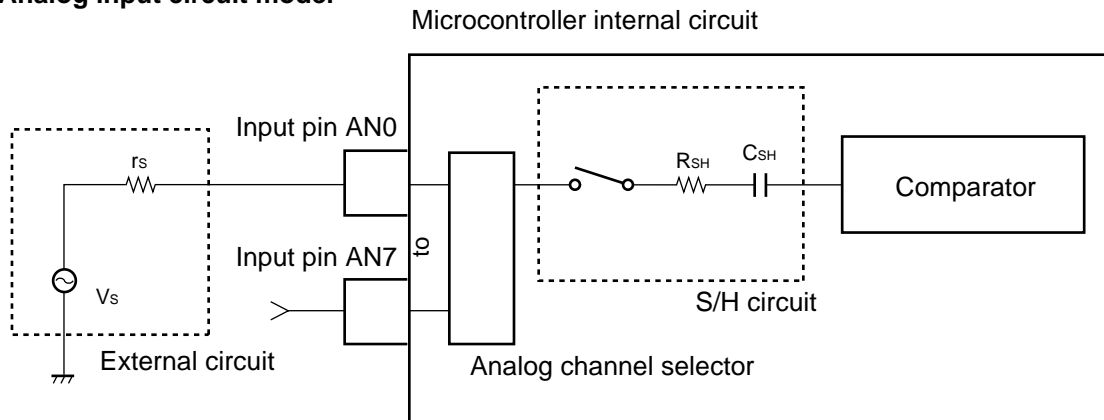 Analog input circuit model
Microcontroller internal circuit
Input pin AN0
rS
RSH
CSH
Comparator
to
Input pin AN7
VS
S/H circuit
External circuit
Analog channel selector